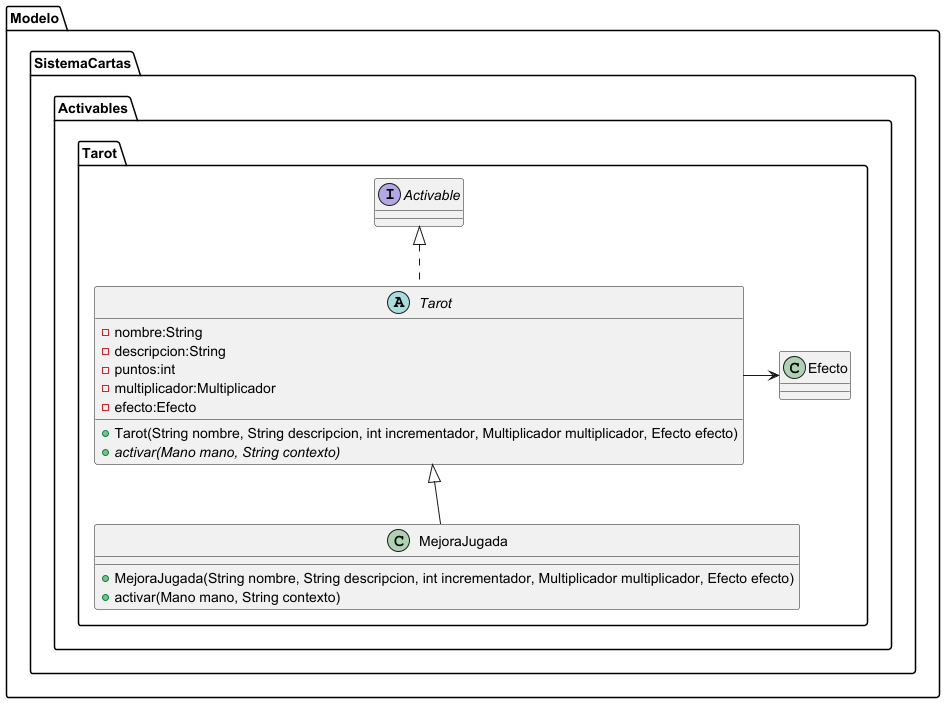 Modelo
SistemaCartas
Activables
Tarot
I Activable
A Tarot
nombre:String
descripcion:String
puntos:int
multiplicador:Multiplicador
efecto:Efecto
Tarot(String nombre, String descripcion, int incrementador, Multiplicador multiplicador, Efecto efecto)
activar(Mano mano, String contexto)
C Efecto
C MejoraJugada
MejoraJugada(String nombre, String descripcion, int incrementador, Multiplicador multiplicador, Efecto efecto)
activar(Mano mano, String contexto)